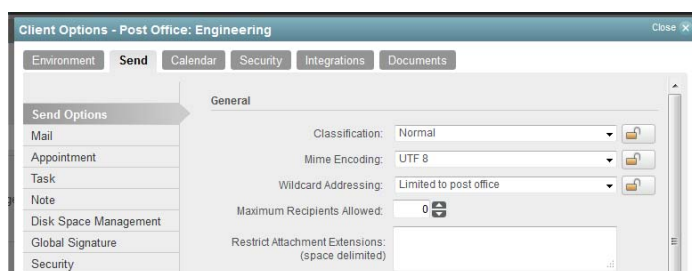 Client Options - Post Office: Engineering
Close
Environment Send Calendar Security Integrations Documents
Send Options
Mail
Appointment
Task
Note
Disk Space Management
Global Signature
Security
General
Classification: Normal
Mime Encoding: UTF 8
Wildcard Addressing: Limited to post office
Maximum Recipients Allowed: 0
Restrict Attachment Extensions:
(space delimited)